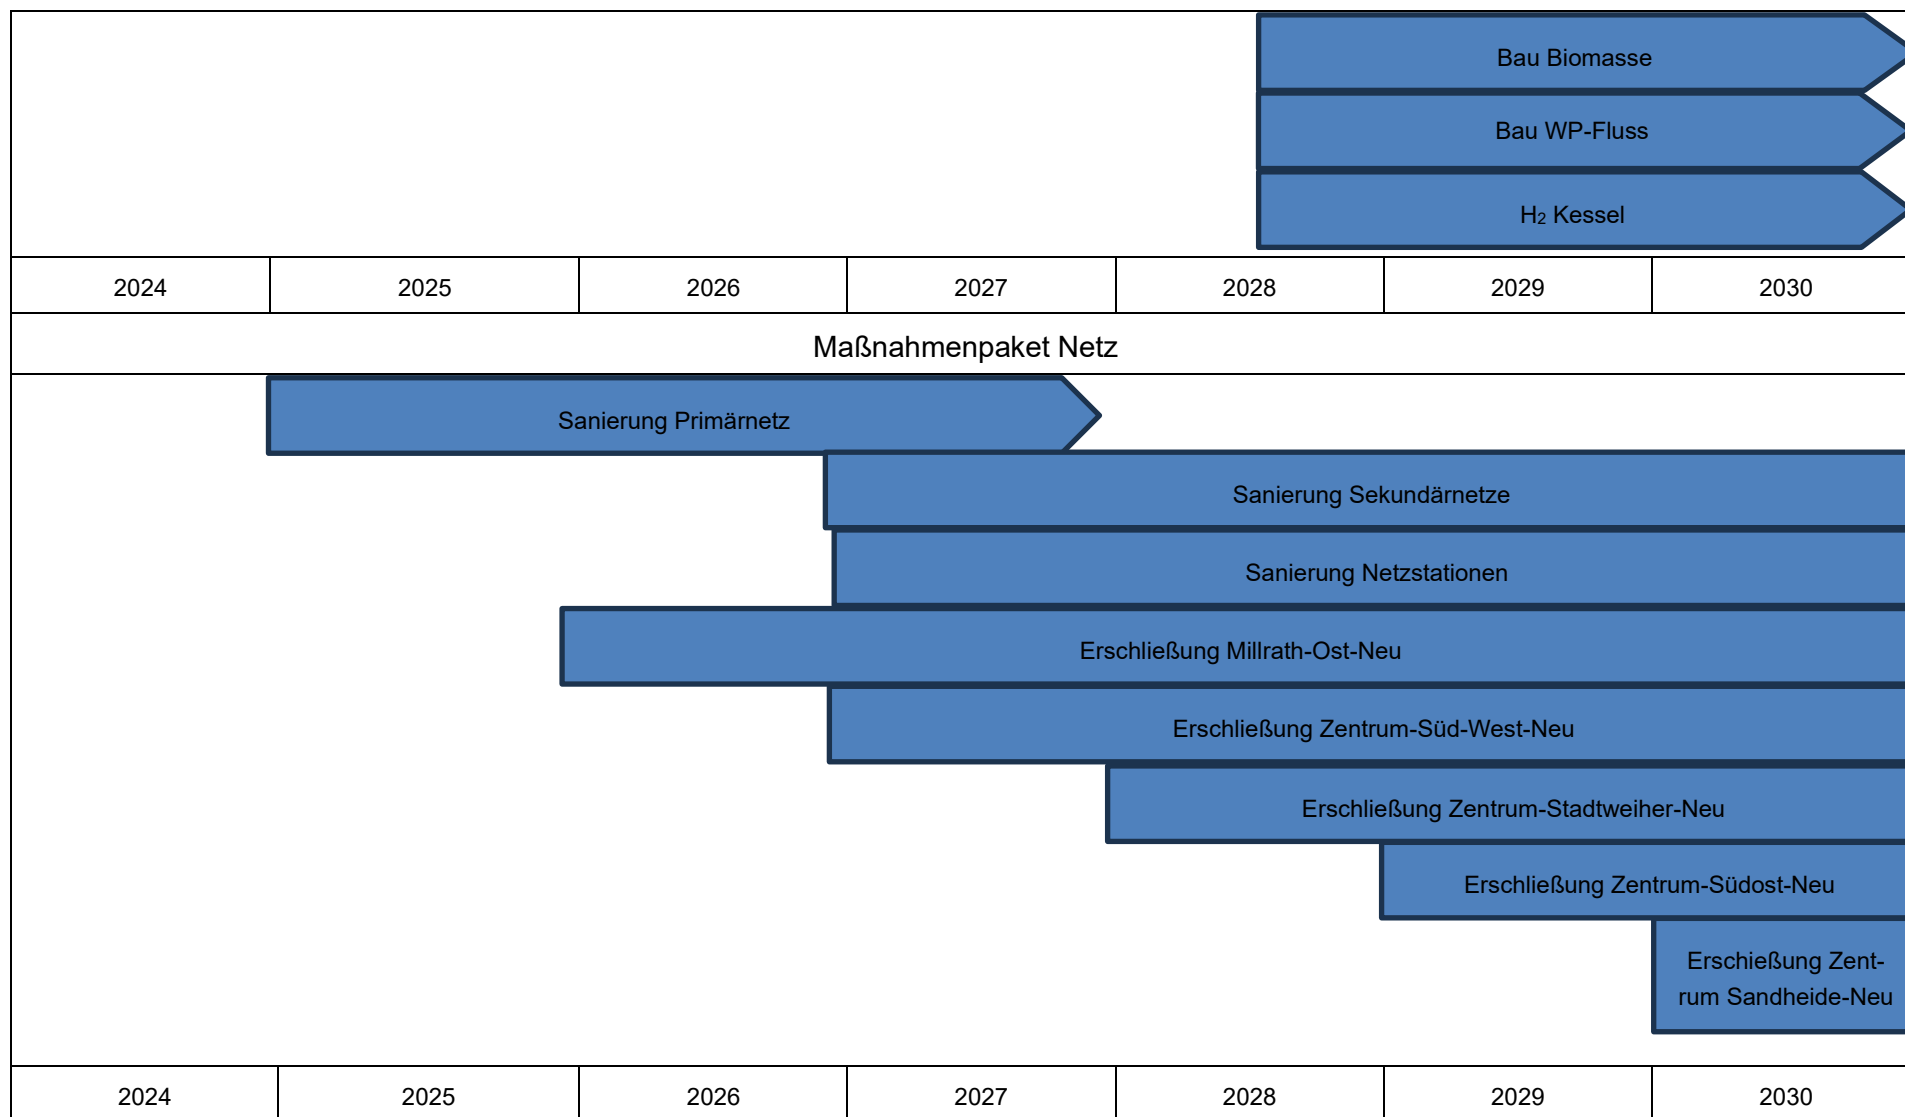 Bau Biomasse
Bau WP-Fluss
H₂ Kessel
2024 2025 2026 2027 2028 2029 2030
Maßnahmenpaket Netz
Sanierung Primärnetz
Sanierung Sekundärnetze
Sanierung Netzstationen
Erschließung Millrath-Ost-Neu
Erschließung Zentrum-Süd-West-Neu
Erschließung Zentrum-Stadtweiher-Neu
Erschließung Zentrum-Südost-Neu
Erschießung Zent-
rum Sandheide-Neu
2024 2025 2026 2027 2028 2029 2030